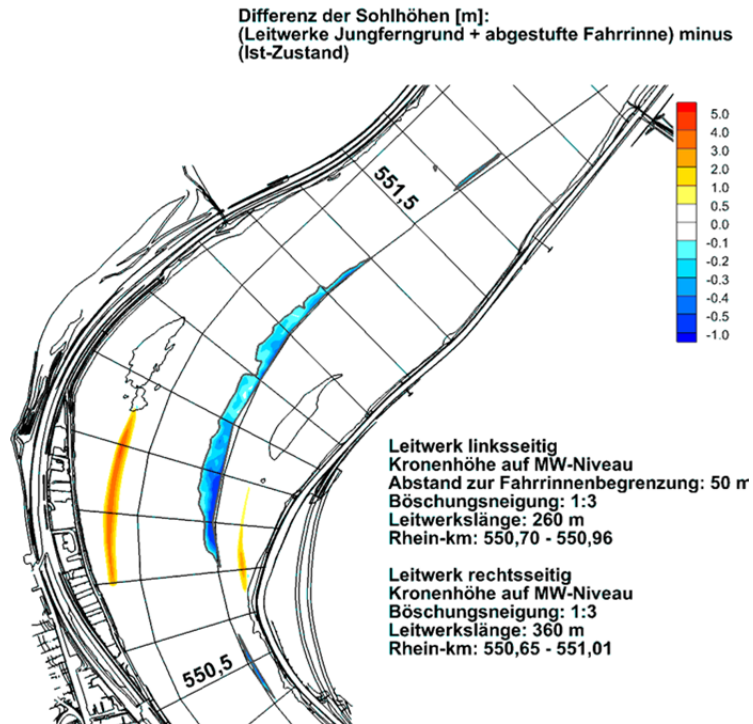 Differenz der Sohlhöhen [m]:
(Leitwerke Jungferngrund + abgestufte Fahrrinne) minus
(Ist-Zustand)
551,5
5.0
4.0
3.0
2.0
1.0
0.5
0.0
-0.1
-0.2
-0.3
-0.4
-0.5
-1.0
Leitwerk linksseitig
Kronenhöhe auf MW-Niveau
Abstand zur Fahrrinnenbegrenzung: 50 m
Böschungsneigung: 1:3
Leitwerkslänge: 260 m
Rhein-km: 550,70 - 550,96
Leitwerk rechtsseitig
Kronenhöhe auf MW-Niveau
Böschungsneigung: 1:3
Leitwerkslänge: 360 m
Rhein-km: 550,65 - 551,01
550,5